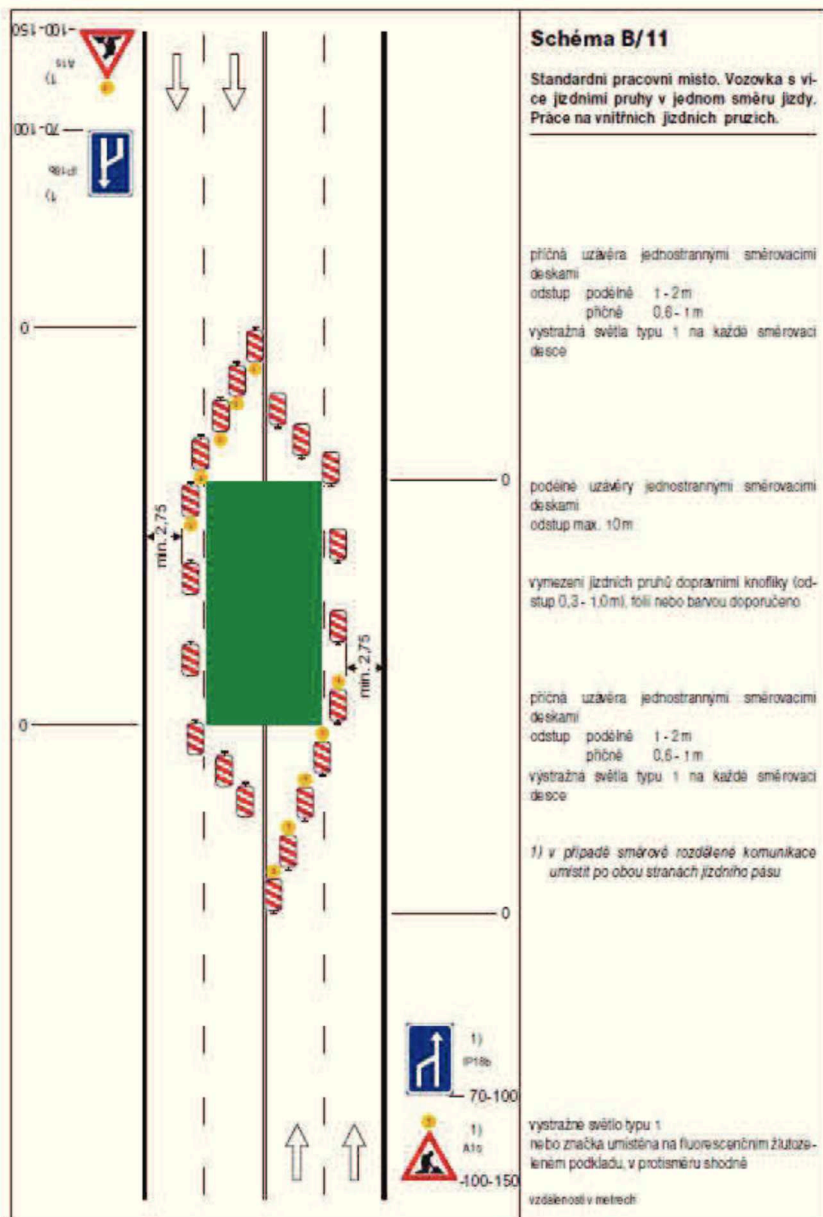 Schéma B/11
Standardní pracovní místo. Vozovka s ví-
ce jízdními pruhy v jednom směru jízdy.
Práce na vnitřních jízdních pruzích.
-100-150
A15
1)
70-100
IP18b
1)
příčná uzávěra jednostrannými směrovacími
deskami
odstup podélně 1 - 2 m
příčně 0,6 - 1 m
výstražná světla typu 1 na každé směrovací
desce
0
0
podélné uzávěry jednostrannými směrovacími
deskami
odstup max. 10 m
min. 2,75
vymezení jízdních pruhů dopravními knoflíky (od-
stup 0,3 - 1,0m), fólií nebo barvou doporučeno
min. 2,75
0
příčná uzávěra jednostrannými směrovacími
deskami
odstup podélně 1 - 2 m
příčně 0,6 - 1 m
výstražná světla typu 1 na každé směrovací
desce
1) v případě směrově rozdělené komunikace
umístit po obou stranách jízdního pásu
0
1)
IP18b
70-100
1)
A15
-100-150
výstražné světlo typu 1
nebo značka umístěna na fluorescenčním žlutoze-
leném podkladu, v protisměru shodně
vzdálenosti v metrech